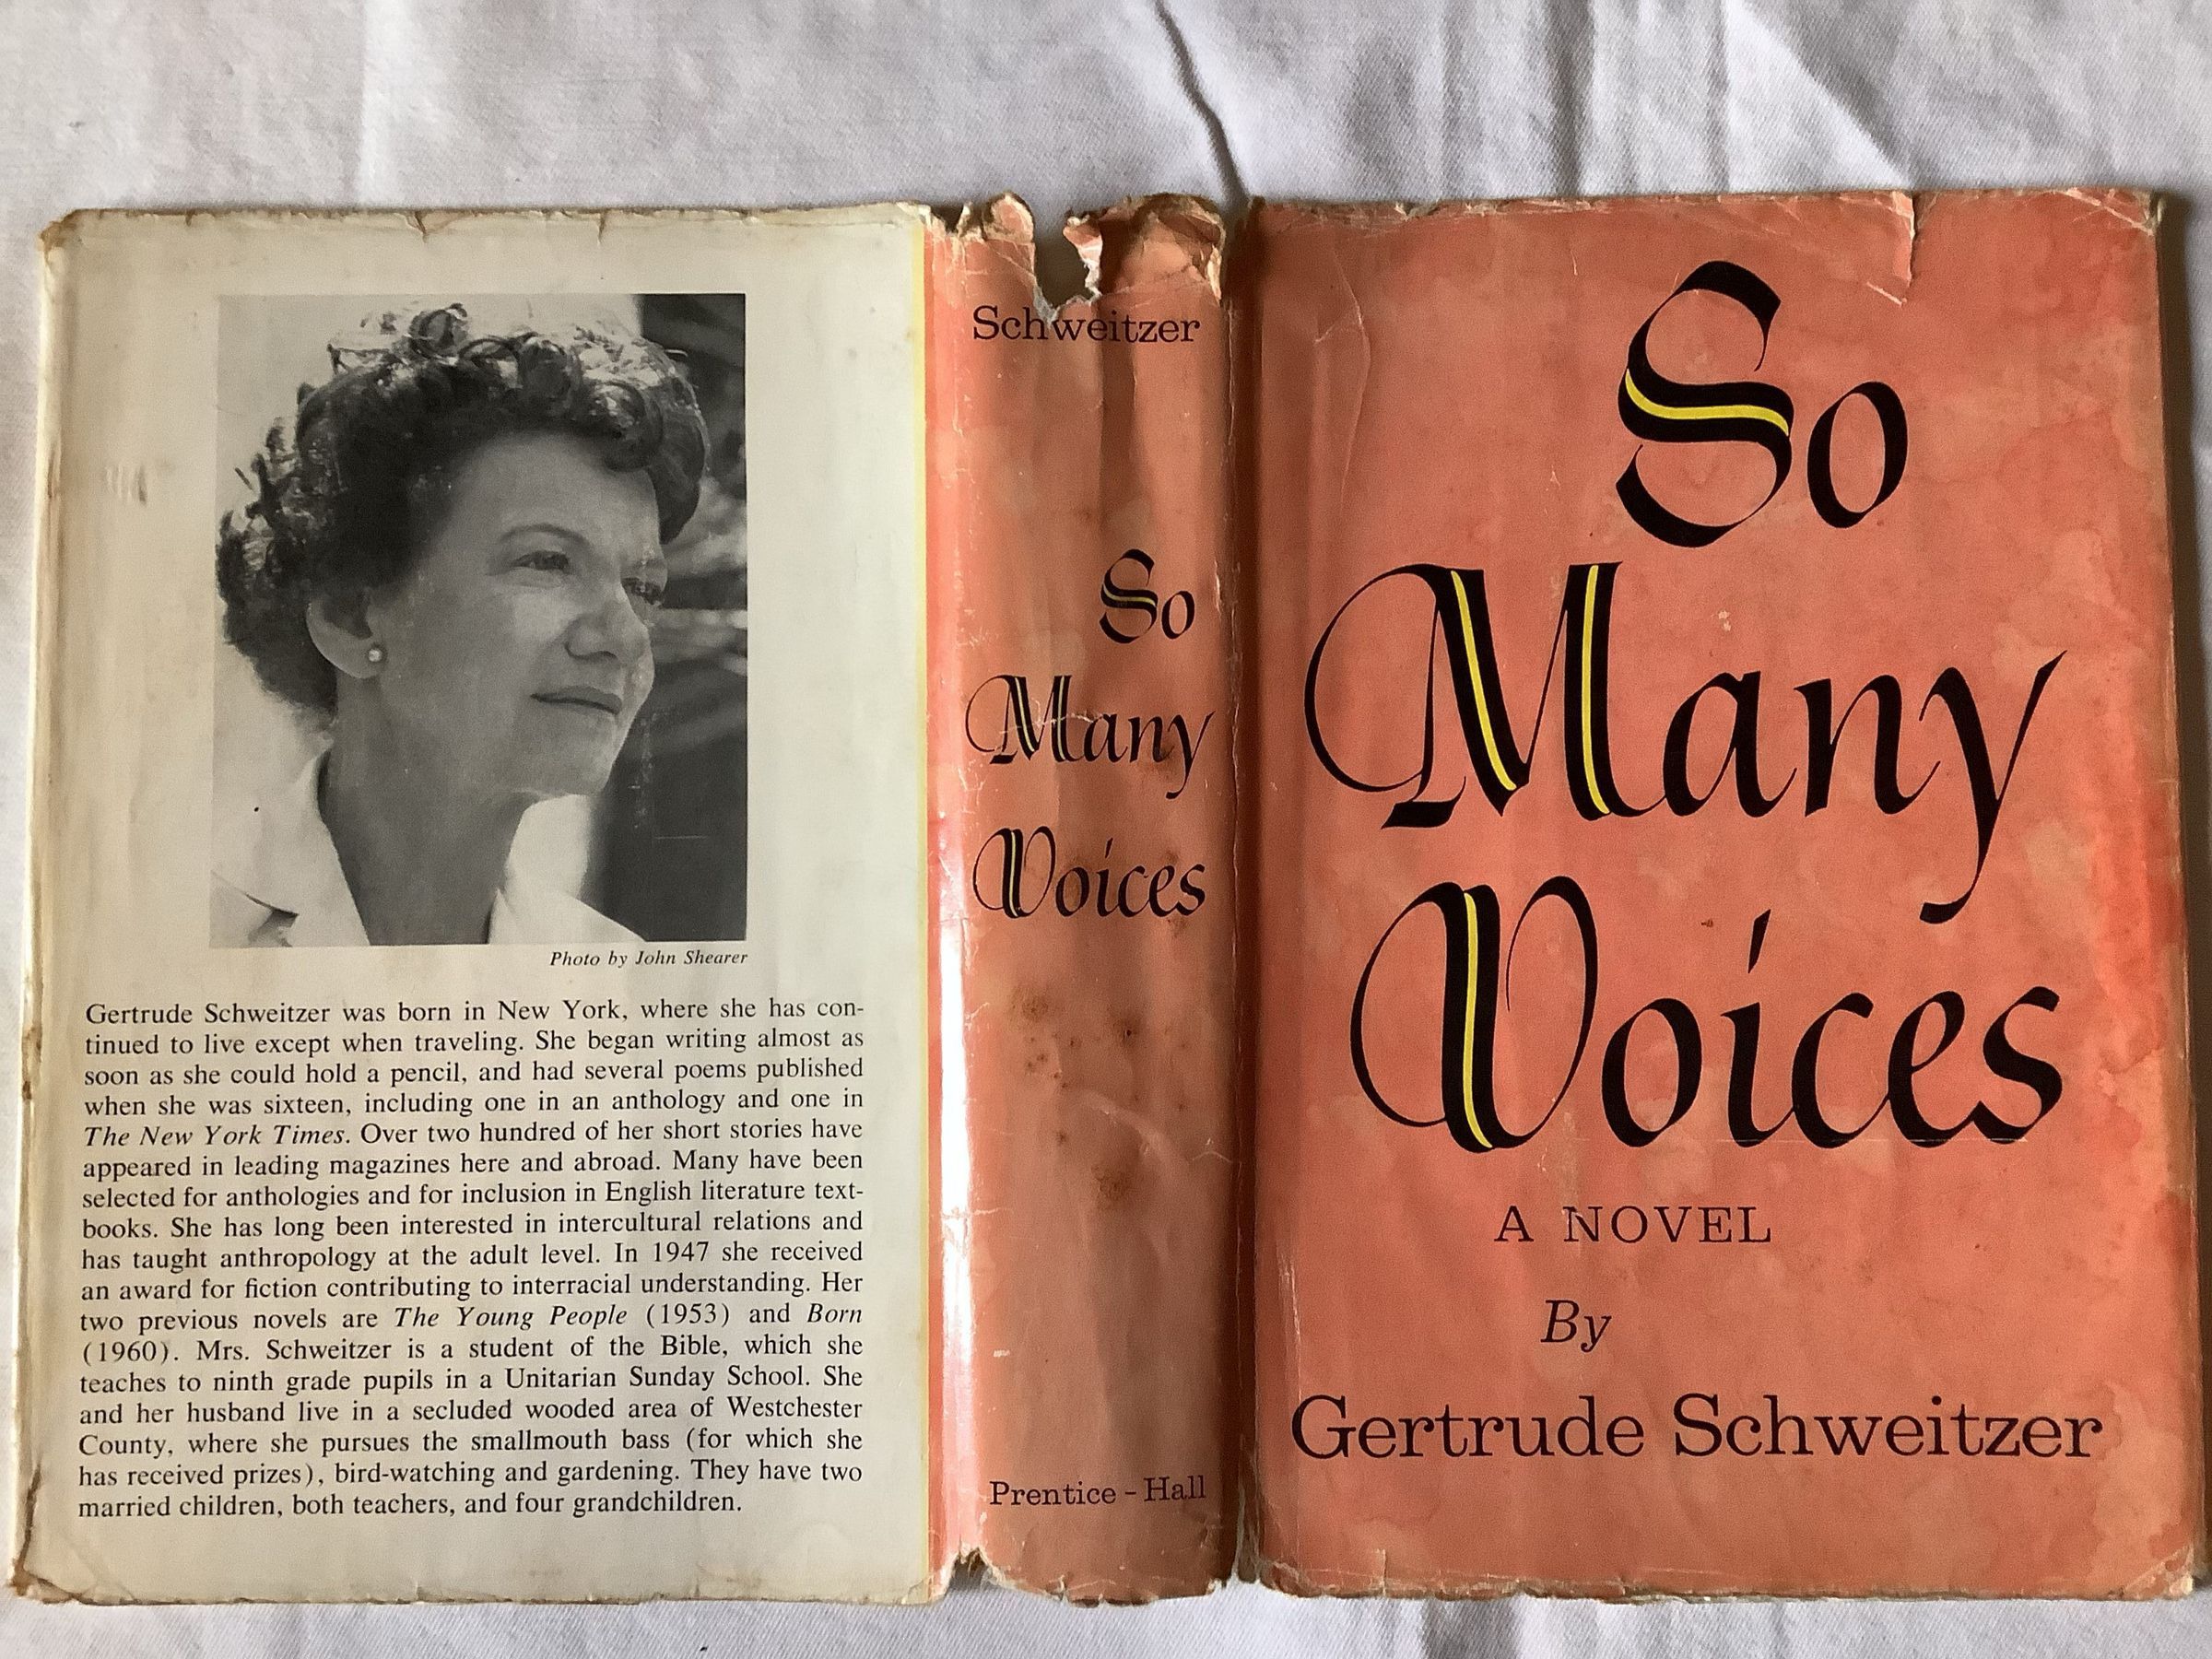 Photo by John Shearer
Gertrude Schweitzer was born in New York, where she has con-
tinued to live except when traveling. She began writing almost as
soon as she could hold a pencil, and had several poems published
when she was sixteen, including one in an anthology and one in
The New York Times. Over two hundred of her short stories have
appeared in leading magazines here and abroad. Many have been
selected for anthologies and for inclusion in English literature text-
books. She has long been interested in intercultural relations and
has taught anthropology at the adult level. In 1947 she received
an award for fiction contributing to interracial understanding. Her
two previous novels are The Young People (1953) and Born
(1960). Mrs. Schweitzer is a student of the Bible, which she
teaches to ninth grade pupils in a Unitarian Sunday School. She
and her husband live in a secluded wooded area of Westchester
County, where she pursues the smallmouth bass (for which she
has received prizes), bird-watching and gardening. They have two
married children, both teachers, and four grandchildren.
Schweitzer
So
Many
Voices
Prentice - Hall
So
Many
Voices
A NOVEL
By
Gertrude Schweitzer